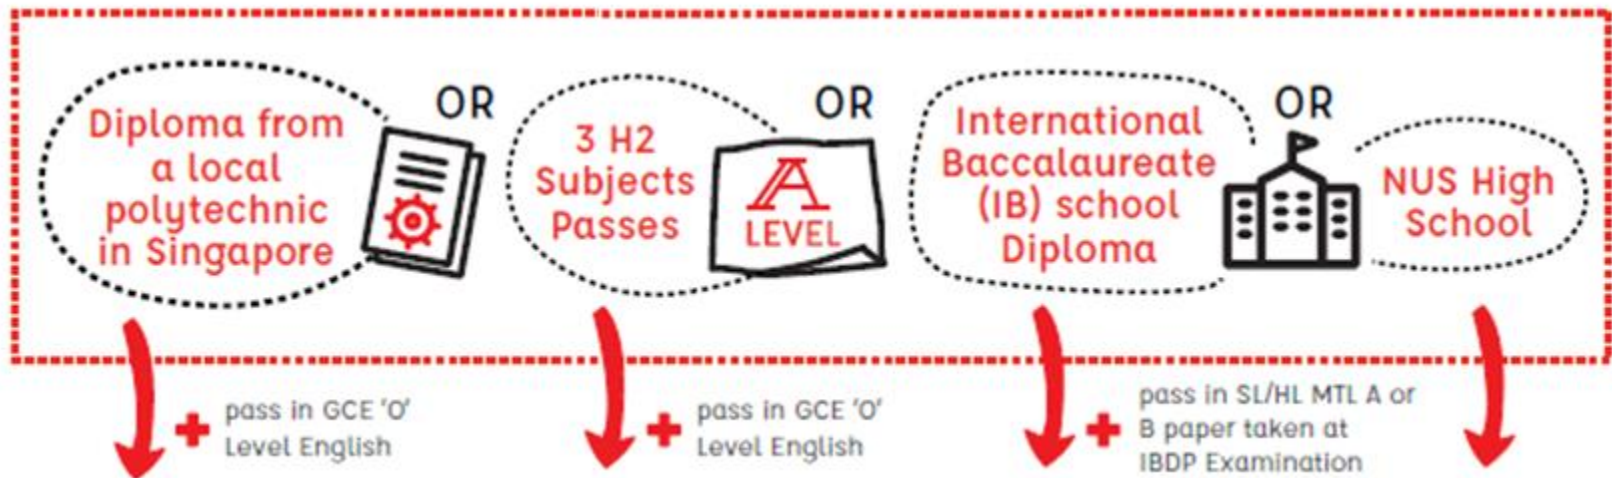 Diploma from
a local
polytechnic
in Singapore
OR
3 H2
Subjects
Passes
A
LEVEL
OR
International
Baccalaureate
(IB) school
Diploma
OR
NUS High
School
+ pass in GCE 'O'
Level English
+ pass in GCE 'O'
Level English
+ pass in SL/HL MTL A or
B paper taken at
IBDP Examination